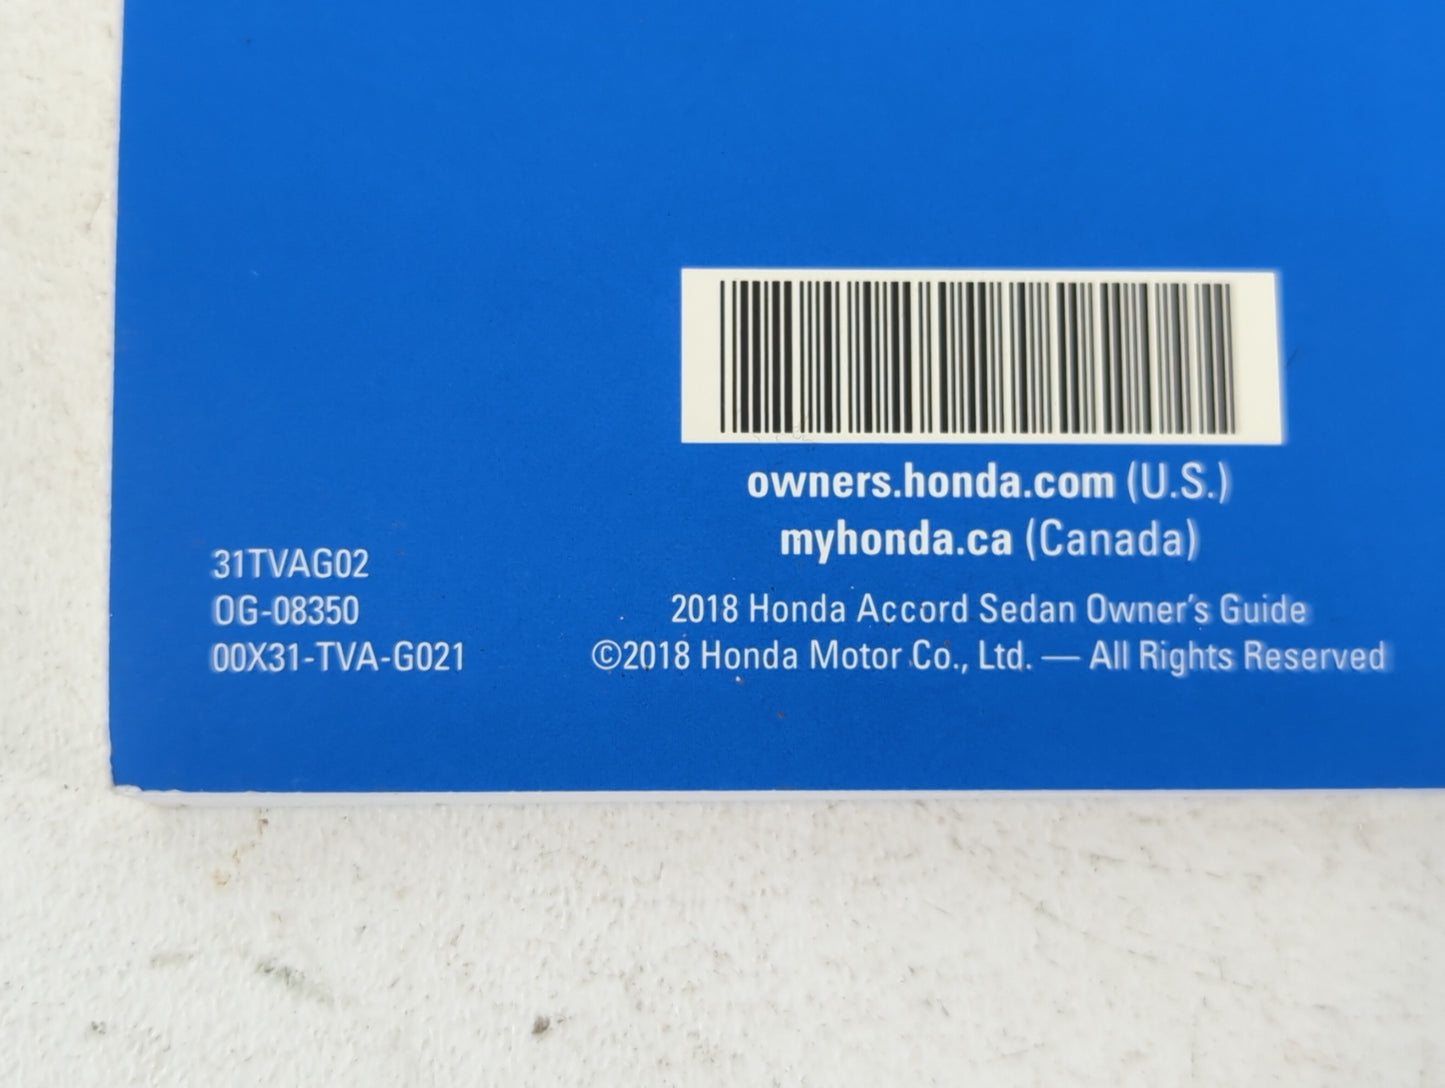 owners.honda.com (U.S.)
myhonda.ca (Canada)
31TVAG02
OG-08350
00X31-TVA-G021
2018 Honda Accord Sedan Owner's Guide
©2018 Honda Motor Co., Ltd. — All Rights Reserved